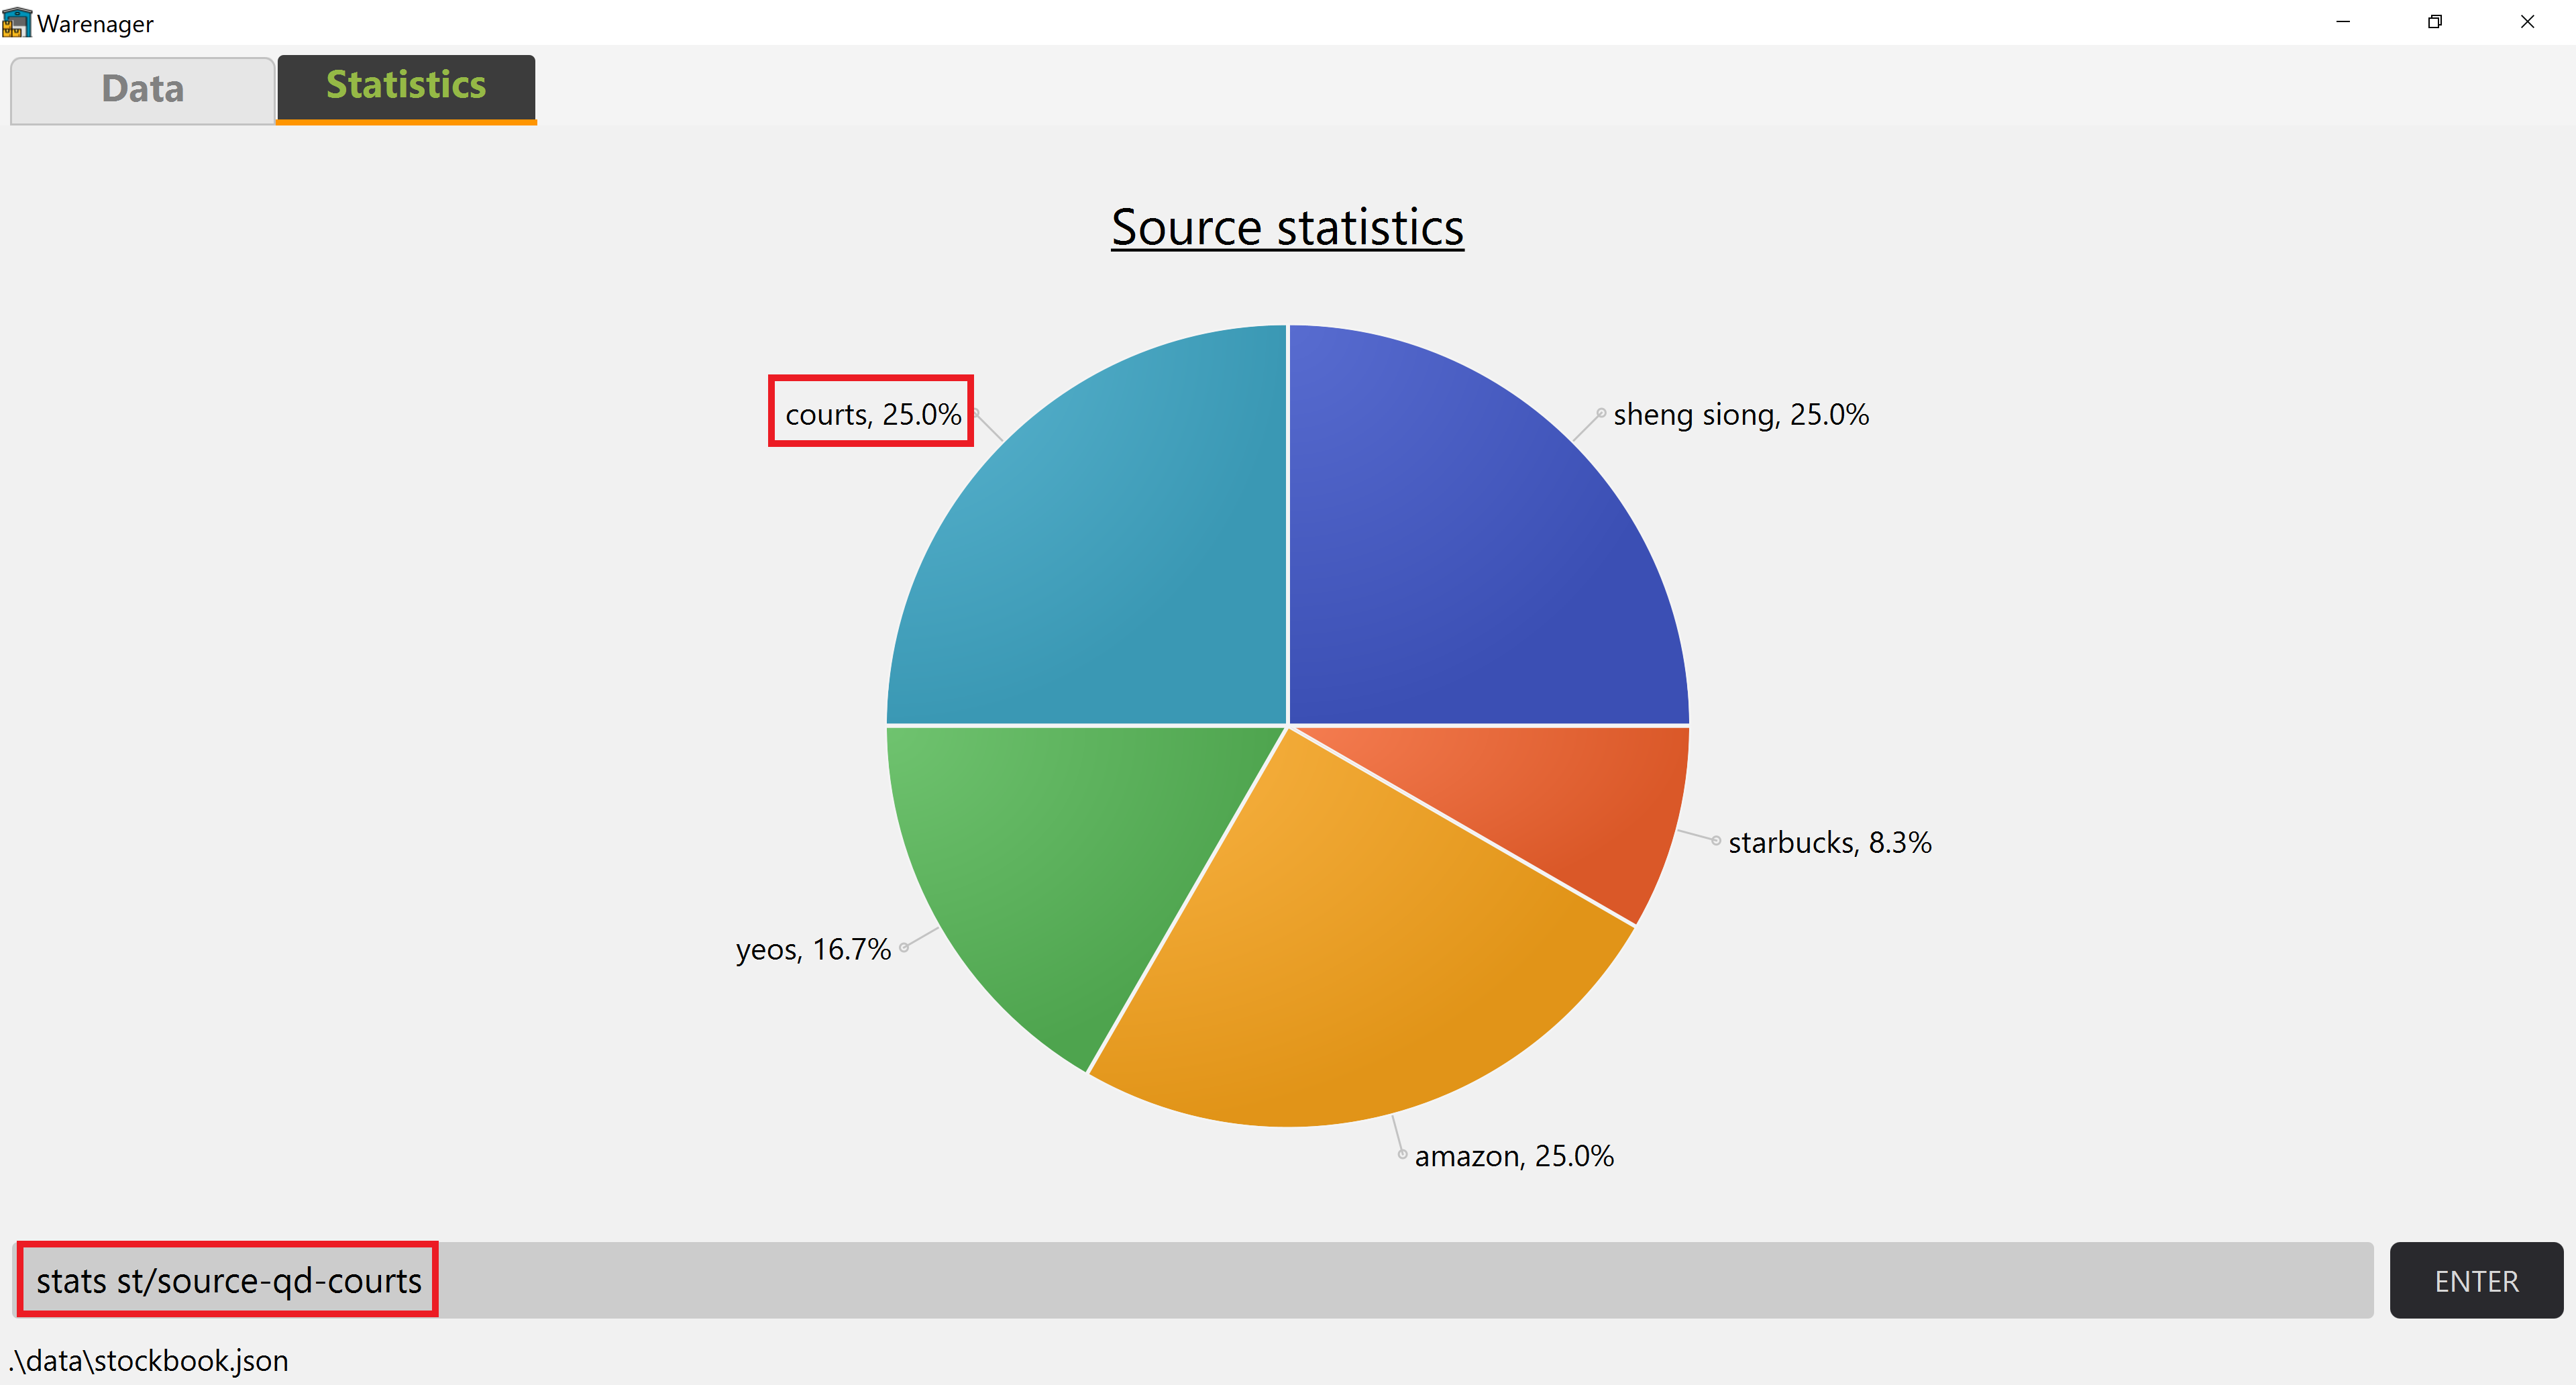 Warenager
Data
Statistics
Source statistics
courts, 25.0%
sheng siong, 25.0%
starbucks, 8.3%
yeos, 16.7%
amazon, 25.0%
stats st/source-qd-courts
ENTER
.\data\stockbook.json